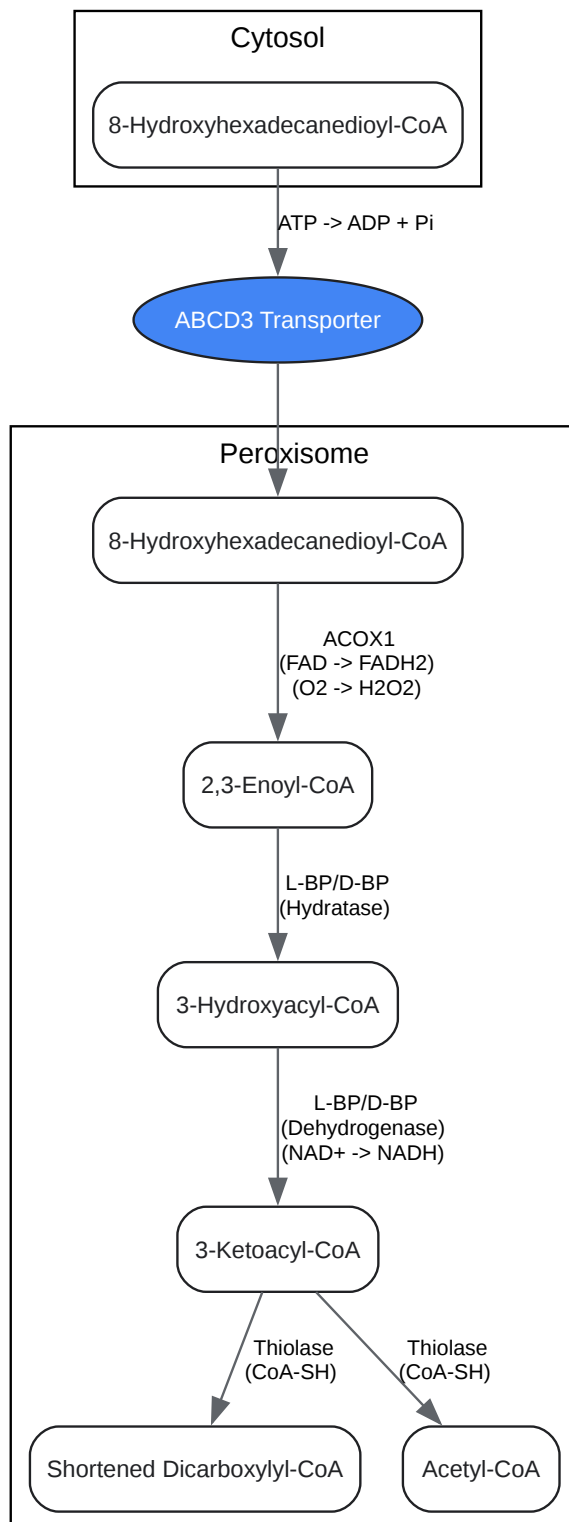 Cytosol
8-Hydroxyhexadecanedioyl-CoA
ATP -> ADP + Pi
ABCD3 Transporter
Peroxisome
8-Hydroxyhexadecanedioyl-CoA
ACOX1
(FAD -> FADH2)
(O2 -> H2O2)
2,3-Enoyl-CoA
L-BP/D-BP
(Hydratase)
3-Hydroxyacyl-CoA
L-BP/D-BP
(Dehydrogenase)
(NAD+ -> NADH)
3-Ketoacyl-CoA
Thiolase
(CoA-SH)
Thiolase
(CoA-SH)
Shortened Dicarboxylyl-CoA
Acetyl-CoA